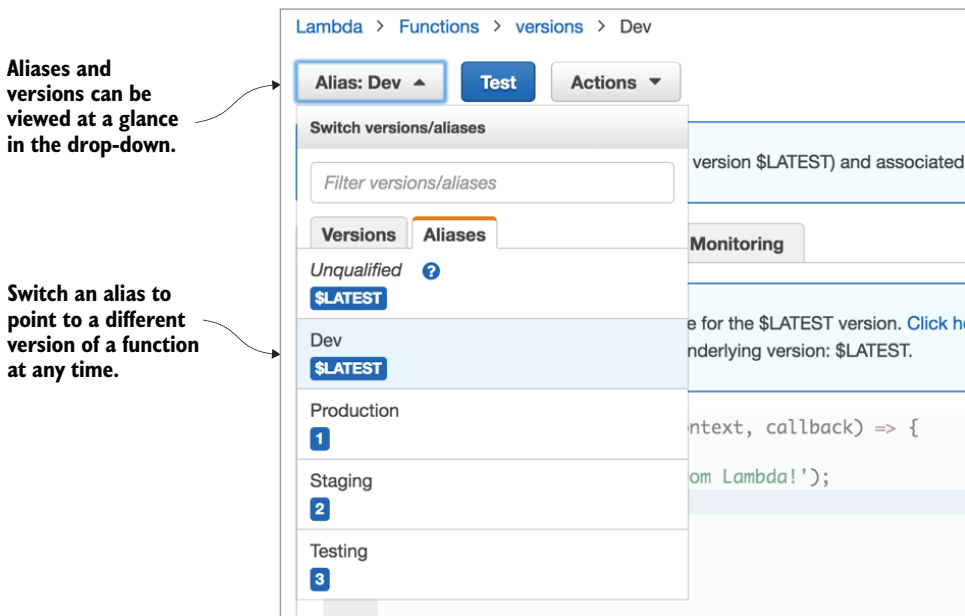 Lambda > Functions > versions > Dev
Aliases and
versions can be
viewed at a glance
in the drop-down.
Alias: Dev
Test
Actions
Switch versions/aliases
Filter versions/aliases
version $LATEST) and associated
Versions
Aliases
Monitoring
Unqualified ?
$LATEST
Switch an alias to
point to a different
version of a function
at any time.
e for the $LATEST version. Click h
Dev
nderlying version: $LATEST.
$LATEST
Production
1
ntext, callback) => {
Staging
om Lambda!');
2
Testing
3